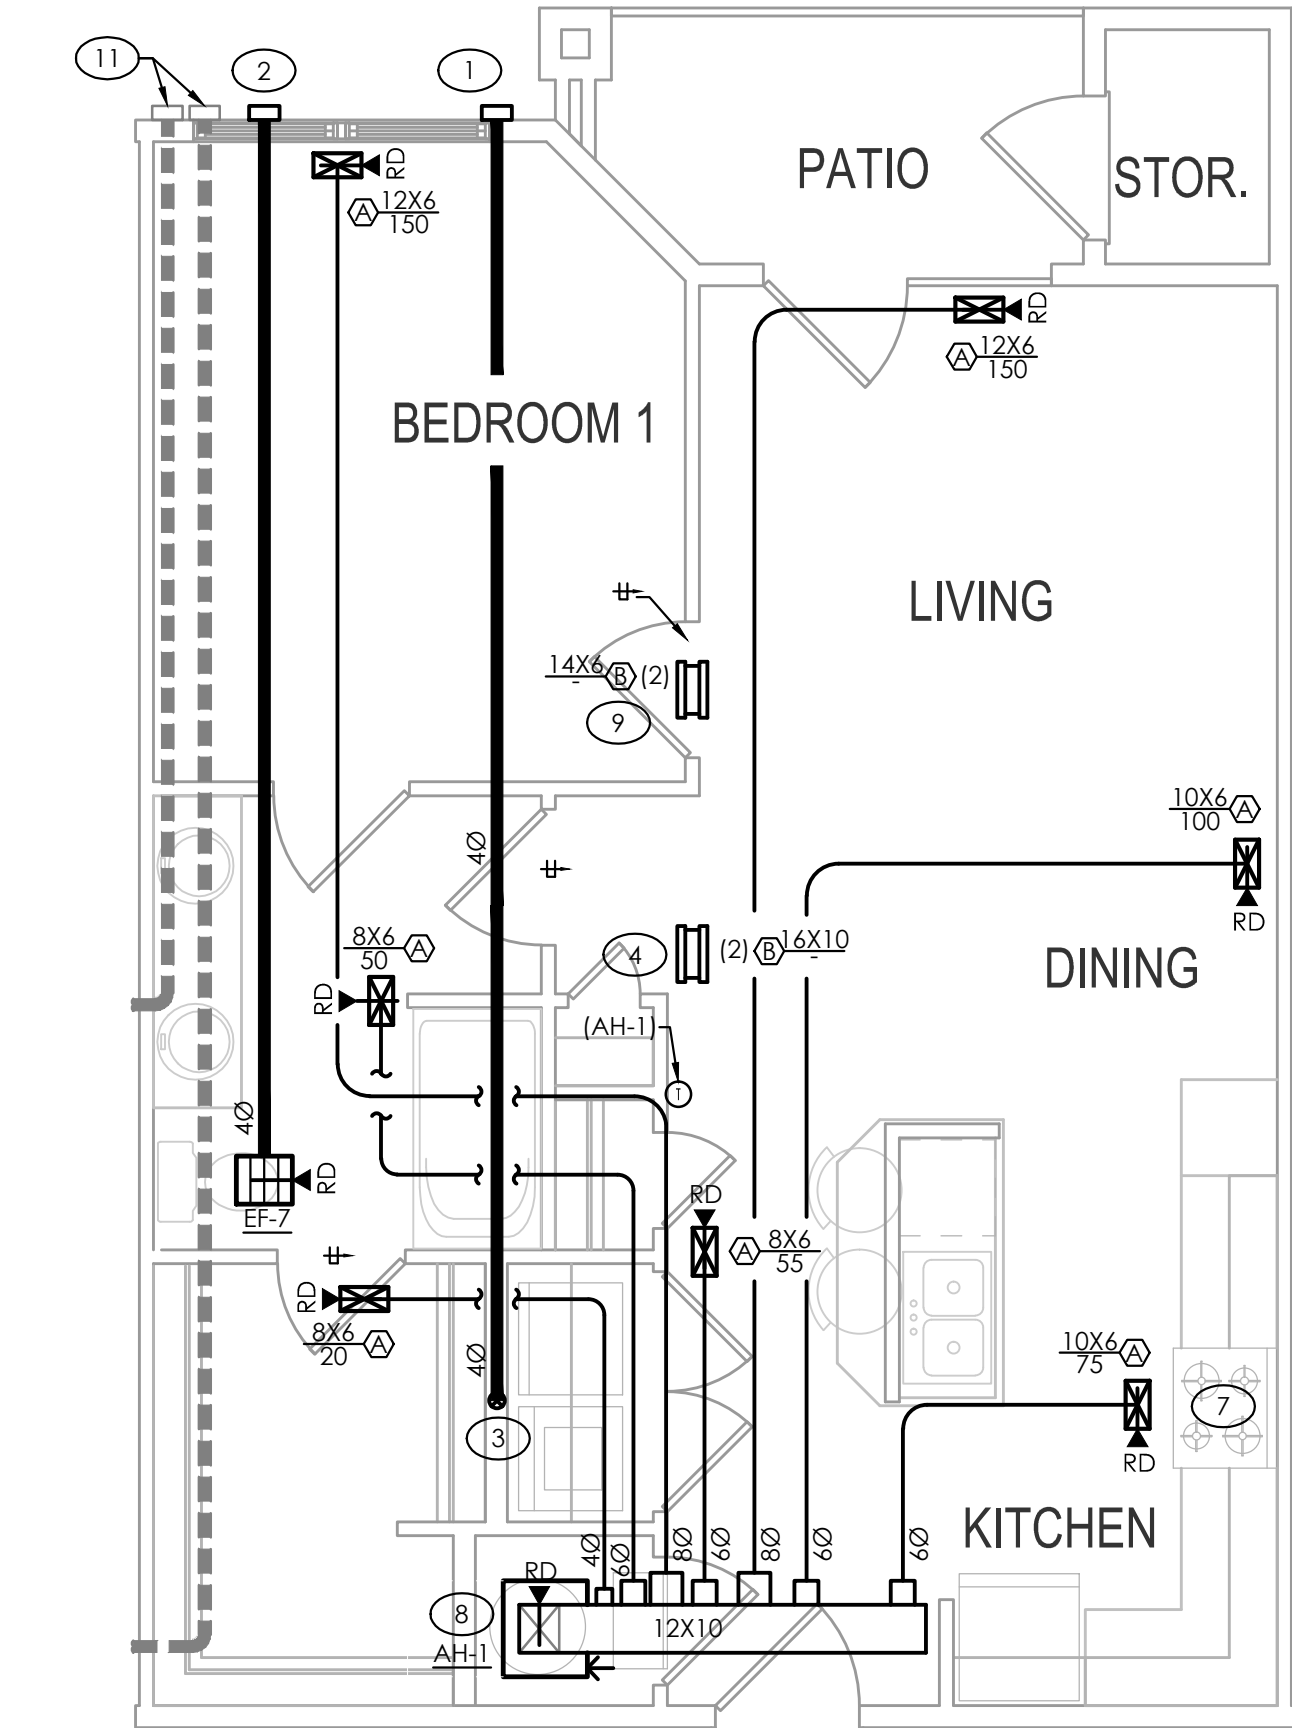 11
2
1
RD
A 12X6
150
PATIO
STOR.
RD
A 12X6
150
BEDROOM 1
LIVING
14X6 B (2)
-
9
10X6 A
100
RD
4Ø
8X6 A
50
RD
4
(2) B 16X10
-
DINING
(AH-1)
T
4Ø
RD
EF-7
RD
A 8X6
55
RD
8X6 A
20
4Ø
3
10X6 A
75
7
RD
KITCHEN
4Ø
6Ø
8Ø
6Ø
8Ø
6Ø
6Ø
RD
8
12X10
AH-1